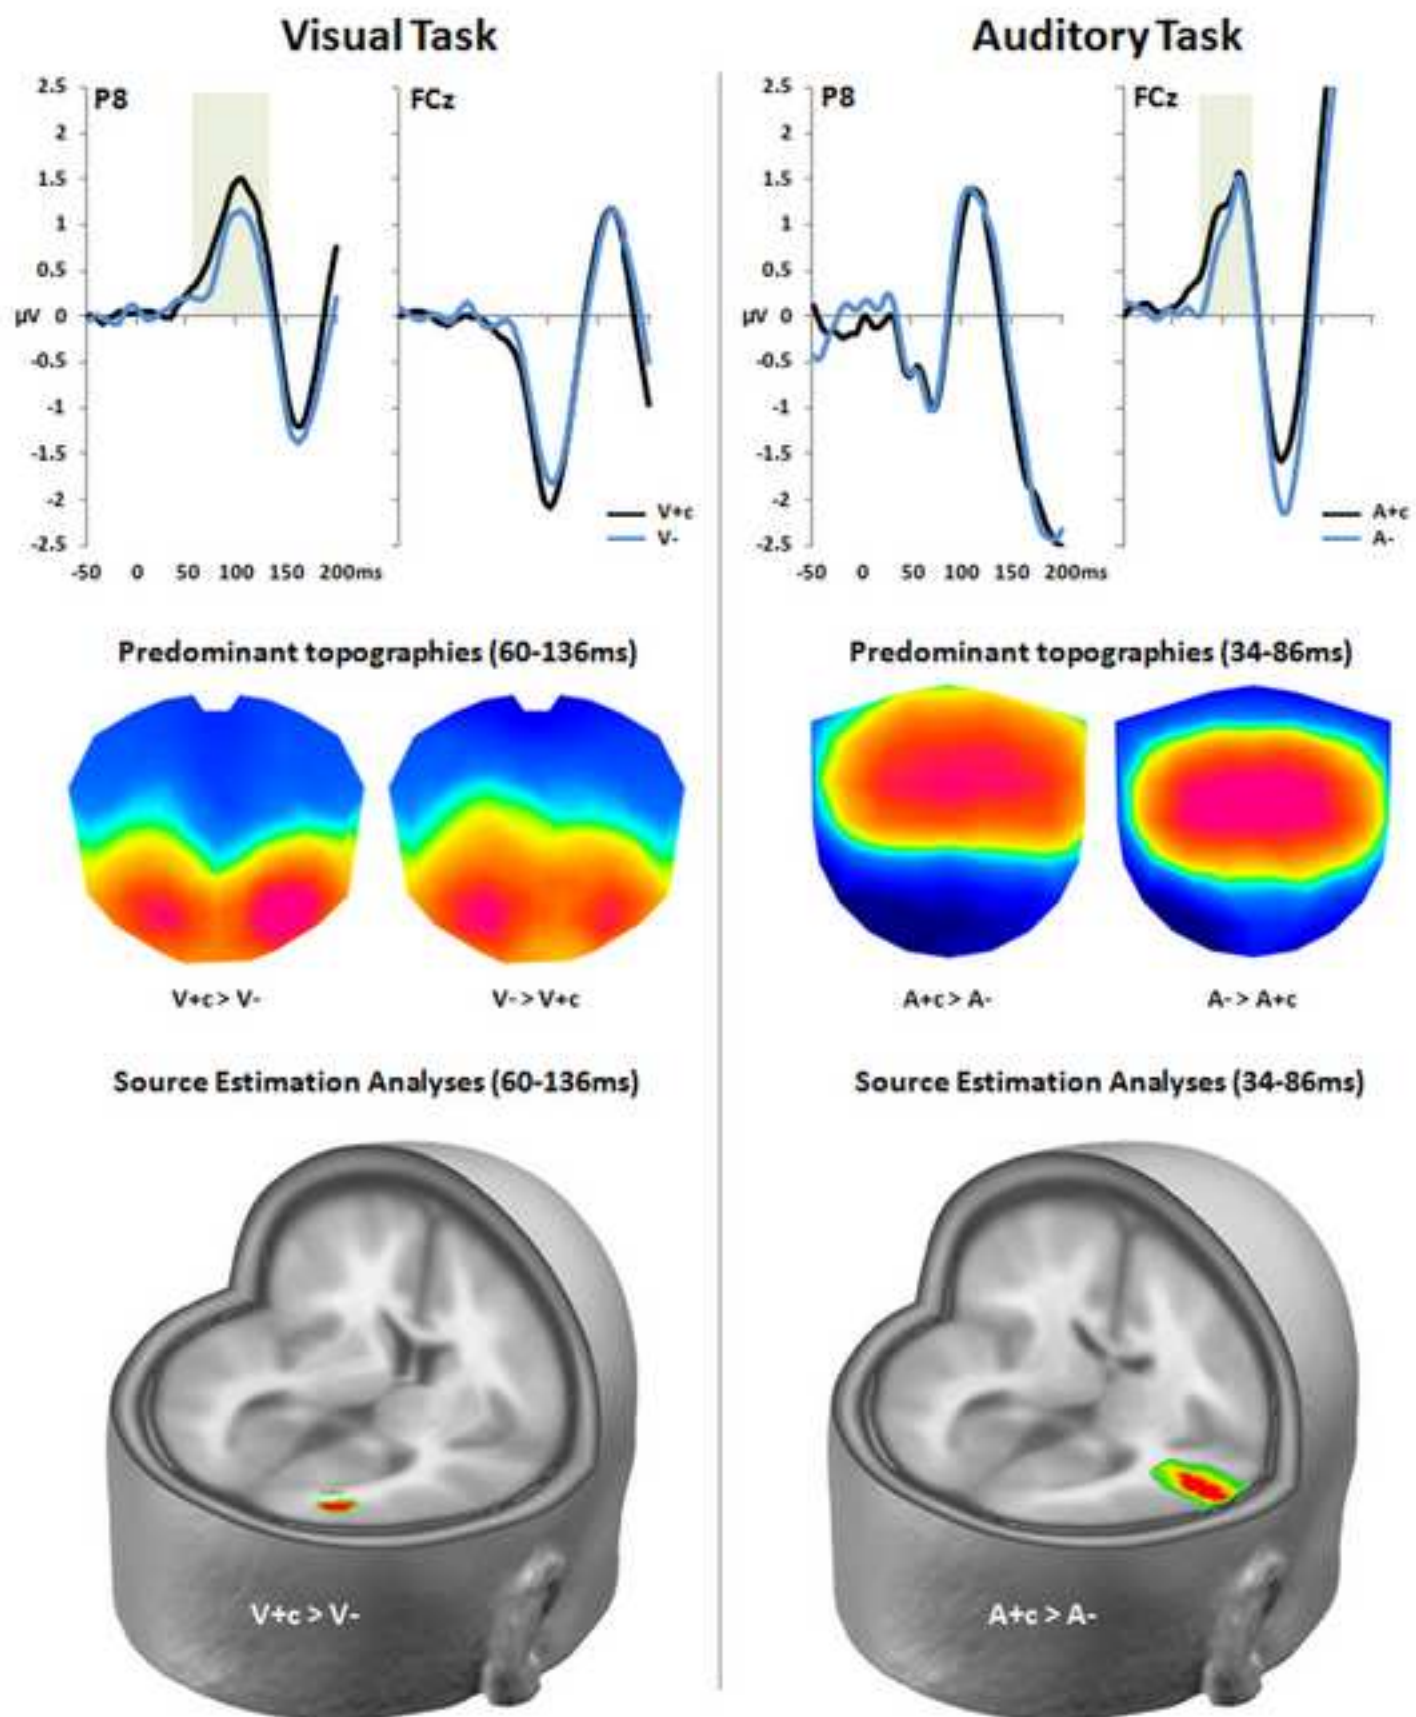 Visual Task
Auditory Task
P8
FCz
P8
FCz
2.5
2
1.5
1
0.5
µV 0
-0.5
-1
-1.5
-2
-2.5
-50 0 50 100 150 200ms
V+c
V-
2.5
2
1.5
1
0.5
µV 0
-0.5
-1
-1.5
-2
-2.5
-50 0 50 100 150 200ms
A+c
A-
Predominant topographies (60-136ms)
Predominant topographies (34-86ms)
V+c > V-
V- > V+c
A+c > A-
A- > A+c
Source Estimation Analyses (60-136ms)
Source Estimation Analyses (34-86ms)
V+c > V-
A+c > A-